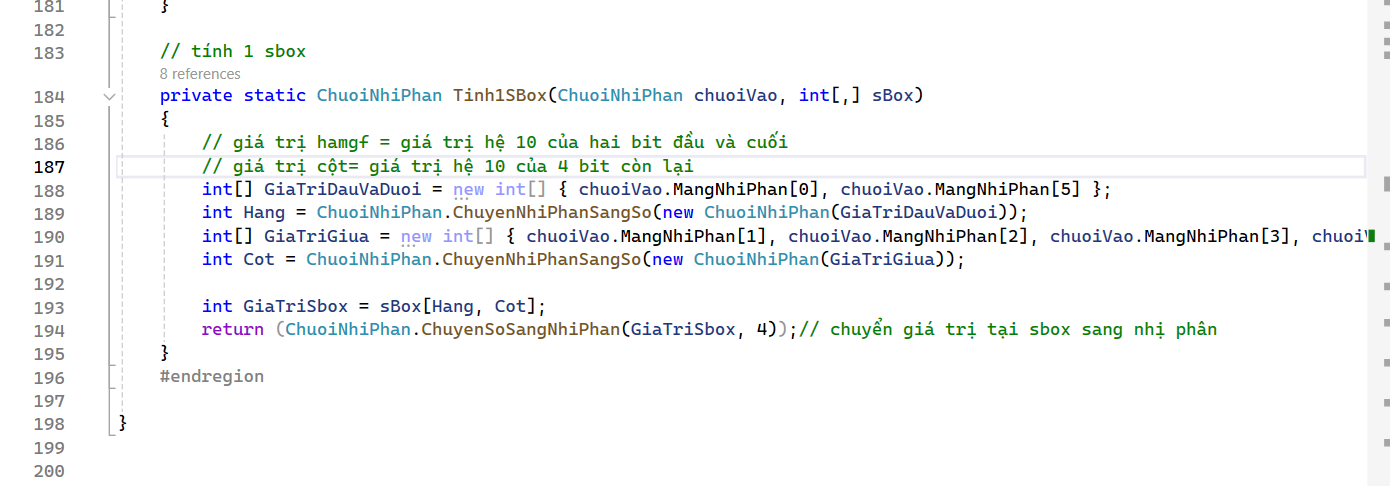 181 }
182
183 // tính 1 sbox
8 references
184 private static ChuoiNhiPhan Tinh1SBox(ChuoiNhiPhan chuoiVao, int[,] sBox)
185 {
186 // giá trị hamgf = giá trị hệ 10 của hai bit đầu và cuối
187 // giá trị cột= giá trị hệ 10 của 4 bit còn lại
188 int[] GiaTriDauVaDuoi = new int[] { chuoiVao.MangNhiPhan[0], chuoiVao.MangNhiPhan[5] };
189 int Hang = ChuoiNhiPhan.ChuyenNhiPhanSangSo(new ChuoiNhiPhan(GiaTriDauVaDuoi));
190 int[] GiaTriGiua = new int[] { chuoiVao.MangNhiPhan[1], chuoiVao.MangNhiPhan[2], chuoiVao.MangNhiPhan[3],
191 int Cot = ChuoiNhiPhan.ChuyenNhiPhanSangSo(new ChuoiNhiPhan(GiaTriGiua));
192
193 int GiaTriSbox = sBox[Hang, Cot];
194 return (ChuoiNhiPhan.ChuyenSoSangNhiPhan(GiaTriSbox, 4));// chuyển giá trị tại sbox sang nhị phân
195 }
196 #endregion
197
198 }
199
200